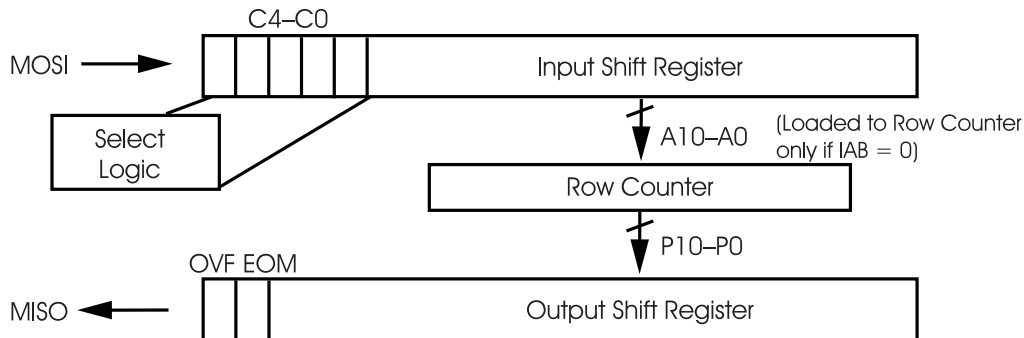 C4–C0
MOSI
Input Shift Register
Select
Logic
A10–A0
(Loaded to Row Counter
only if IAB = 0)
Row Counter
P10–P0
OVF EOM
MISO
Output Shift Register